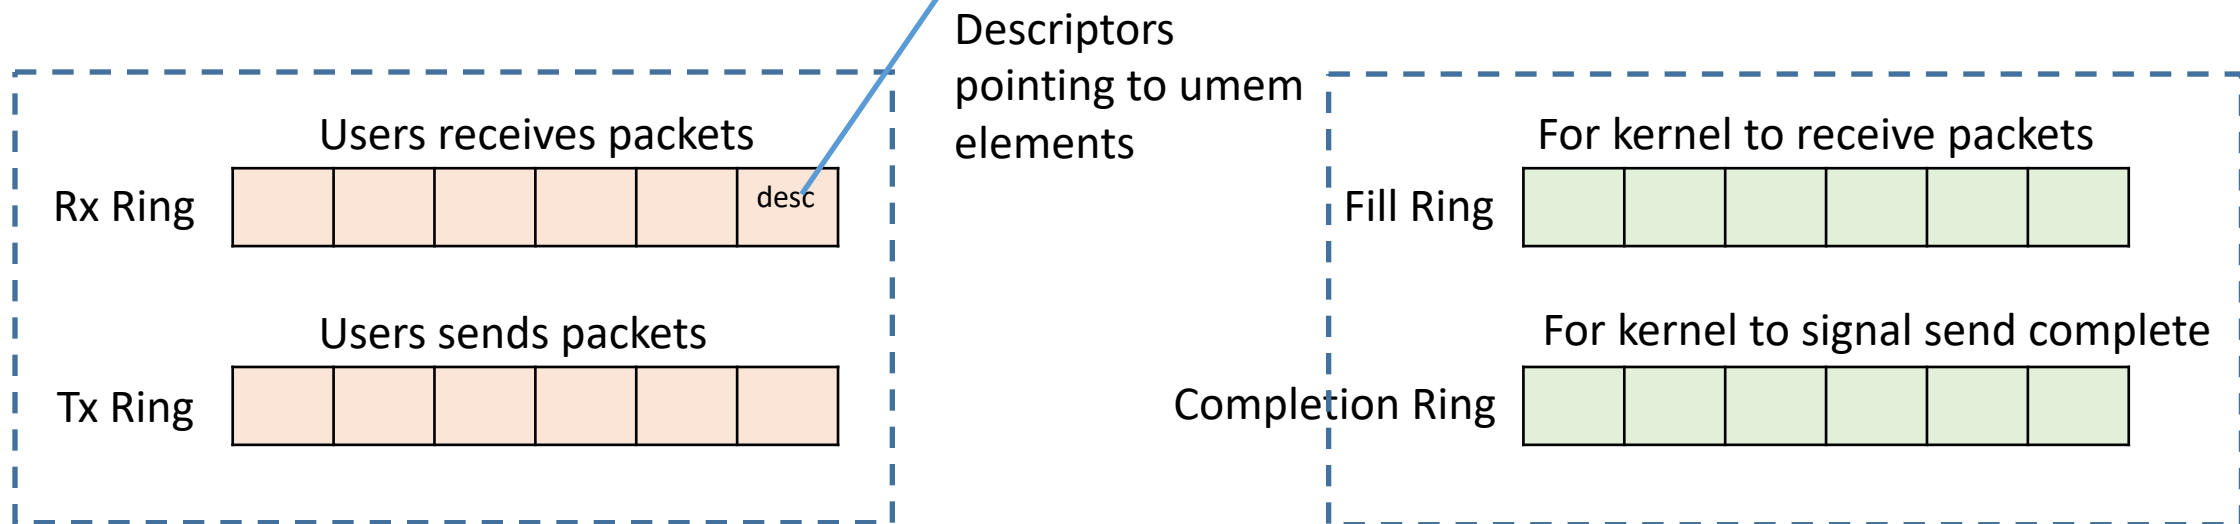 Descriptors
pointing to umem
elements
Users receives packets
Rx Ring
desc
Users sends packets
Tx Ring
For kernel to receive packets
Fill Ring
For kernel to signal send complete
Completion Ring